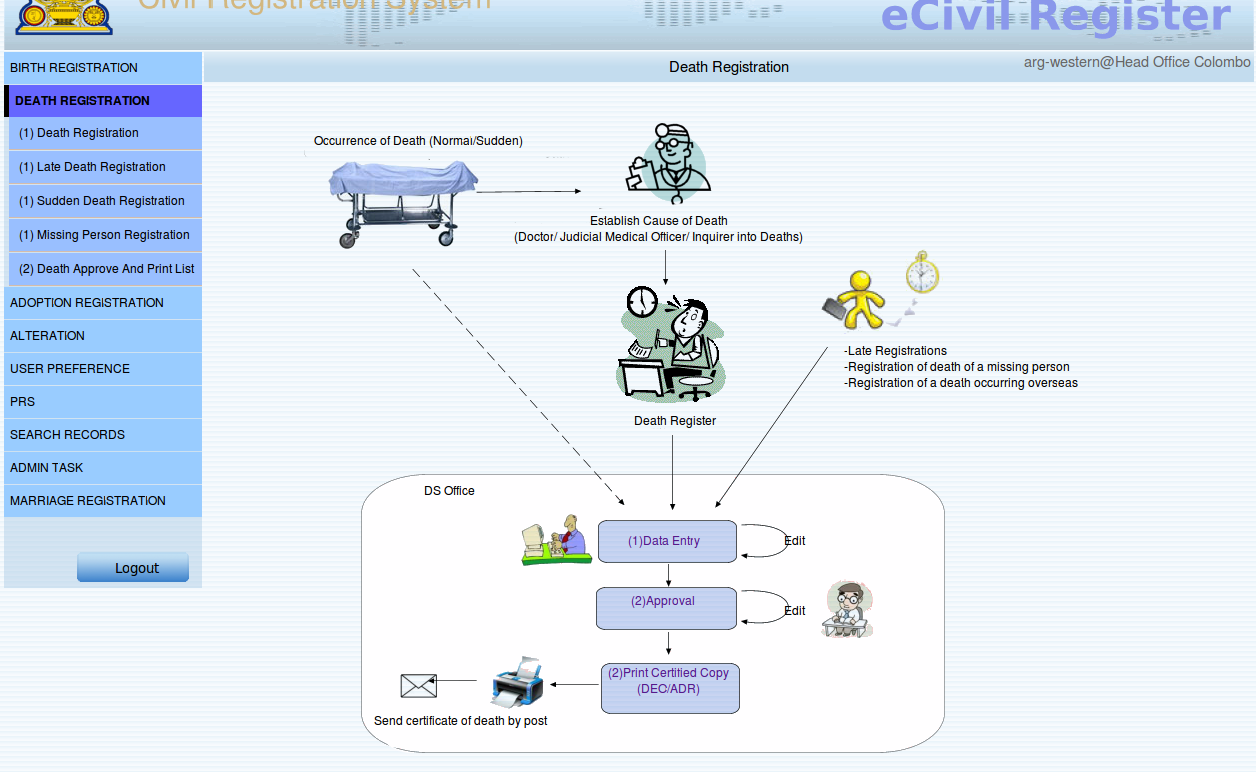 Civil Registration System
eCivil Register
Death Registration
arg-western@Head Office Colombo
BIRTH REGISTRATION
DEATH REGISTRATION
(1) Death Registration
(1) Late Death Registration
(1) Sudden Death Registration
(1) Missing Person Registration
(2) Death Approve And Print List
ADOPTION REGISTRATION
ALTERATION
USER PREFERENCE
PRS
SEARCH RECORDS
ADMIN TASK
MARRIAGE REGISTRATION
Logout
Occurrence of Death (Normal/Sudden)
Establish Cause of Death
(Doctor/ Judicial Medical Officer/ Inquirer into Deaths)
-Late Registrations
-Registration of death of a missing person
-Registration of a death occurring overseas
Death Register
DS Office
(1)Data Entry
Edit
(2)Approval
Edit
(2)Print Certified Copy
(DEC/ADR)
Send certificate of death by post